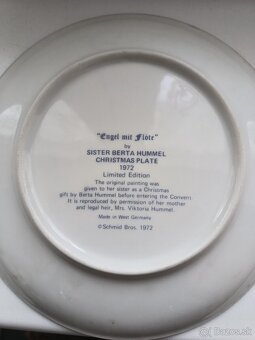 "Engel mit Flöte"
by
SISTER BERTA HUMMEL
CHRISTMAS PLATE
1972
Limited Edition
The original painting was
given to her sister as a Christmas
gift by Berta Hummel before entering the Convent
It is reproduced by permission of her mother
and legal heir, Mrs. Viktoria Hummel.
Made in West Germany
© Schmid Bros. 1972
bazos.sk